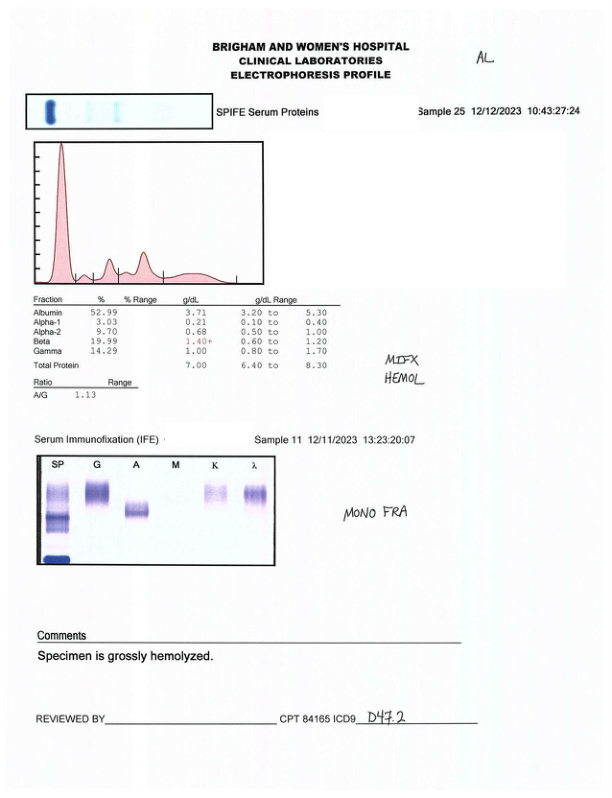 BRIGHAM AND WOMEN'S HOSPITAL
CLINICAL LABORATORIES
ELECTROPHORESIS PROFILE
AL
SPIFE Serum Proteins Sample 25 12/12/2023 10:43:27:24
Fraction % % Range g/dL g/dL Range
Albumin 52.99 3.71 3.20 to 5.30
Alpha-1 3.03 0.21 0.10 to 0.40
Alpha-2 9.70 0.68 0.50 to 1.00
Beta 19.99 1.40+ 0.60 to 1.20
Gamma 14.29 1.00 0.80 to 1.70
Total Protein 7.00 6.40 to 8.30
MIFX
HEMOL
Ratio Range
A/G 1.13
Serum Immunofixation (IFE) Sample 11 12/11/2023 13:23:20:07
SP G A M K λ
MONO FRA
Comments
Specimen is grossly hemolyzed.
REVIEWED BY CPT 84165 ICD9 D47.2